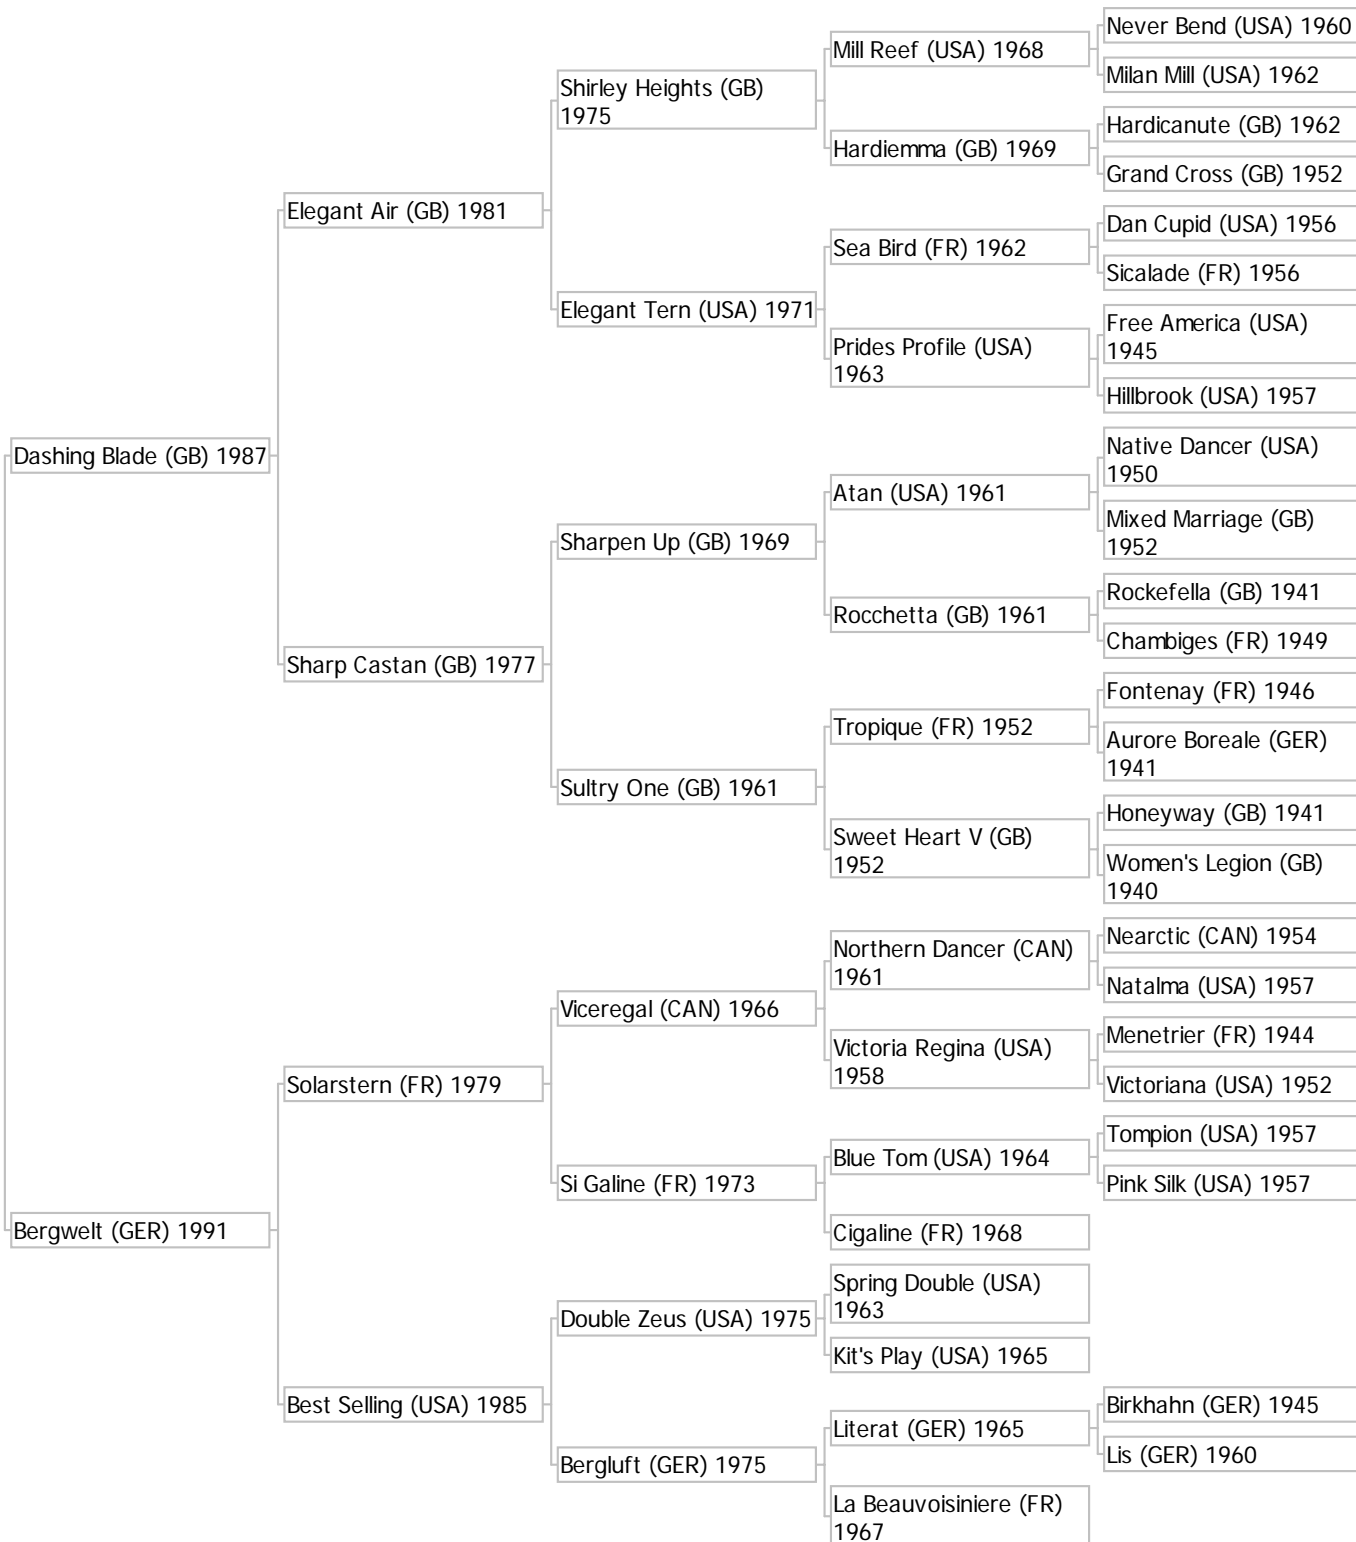 Never Bend (USA) 1960
Mill Reef (USA) 1968
Milan Mill (USA) 1962
Shirley Heights (GB)
1975
Hardicanute (GB) 1962
Hardiemma (GB) 1969
Grand Cross (GB) 1952
Elegant Air (GB) 1981
Dan Cupid (USA) 1956
Sea Bird (FR) 1962
Sicalade (FR) 1956
Elegant Tern (USA) 1971
Free America (USA)
1945
Prides Profile (USA)
1963
Hillbrook (USA) 1957
Dashing Blade (GB) 1987
Native Dancer (USA)
1950
Atan (USA) 1961
Mixed Marriage (GB)
1952
Sharpen Up (GB) 1969
Rockefella (GB) 1941
Rocchetta (GB) 1961
Chambiges (FR) 1949
Sharp Castan (GB) 1977
Fontenay (FR) 1946
Tropique (FR) 1952
Aurore Boreale (GER)
1941
Sultry One (GB) 1961
Honeyway (GB) 1941
Sweet Heart V (GB)
1952
Women's Legion (GB)
1940
Nearctic (CAN) 1954
Northern Dancer (CAN)
1961
Natalma (USA) 1957
Viceregal (CAN) 1966
Menetrier (FR) 1944
Victoria Regina (USA)
1958
Victoriana (USA) 1952
Solarstern (FR) 1979
Tompion (USA) 1957
Blue Tom (USA) 1964
Pink Silk (USA) 1957
Si Galine (FR) 1973
Cigaline (FR) 1968
Bergwelt (GER) 1991
Spring Double (USA)
1963
Double Zeus (USA) 1975
Kit's Play (USA) 1965
Best Selling (USA) 1985
Birkhahn (GER) 1945
Literat (GER) 1965
Lis (GER) 1960
Bergluft (GER) 1975
La Beauvoisiniere (FR)
1967